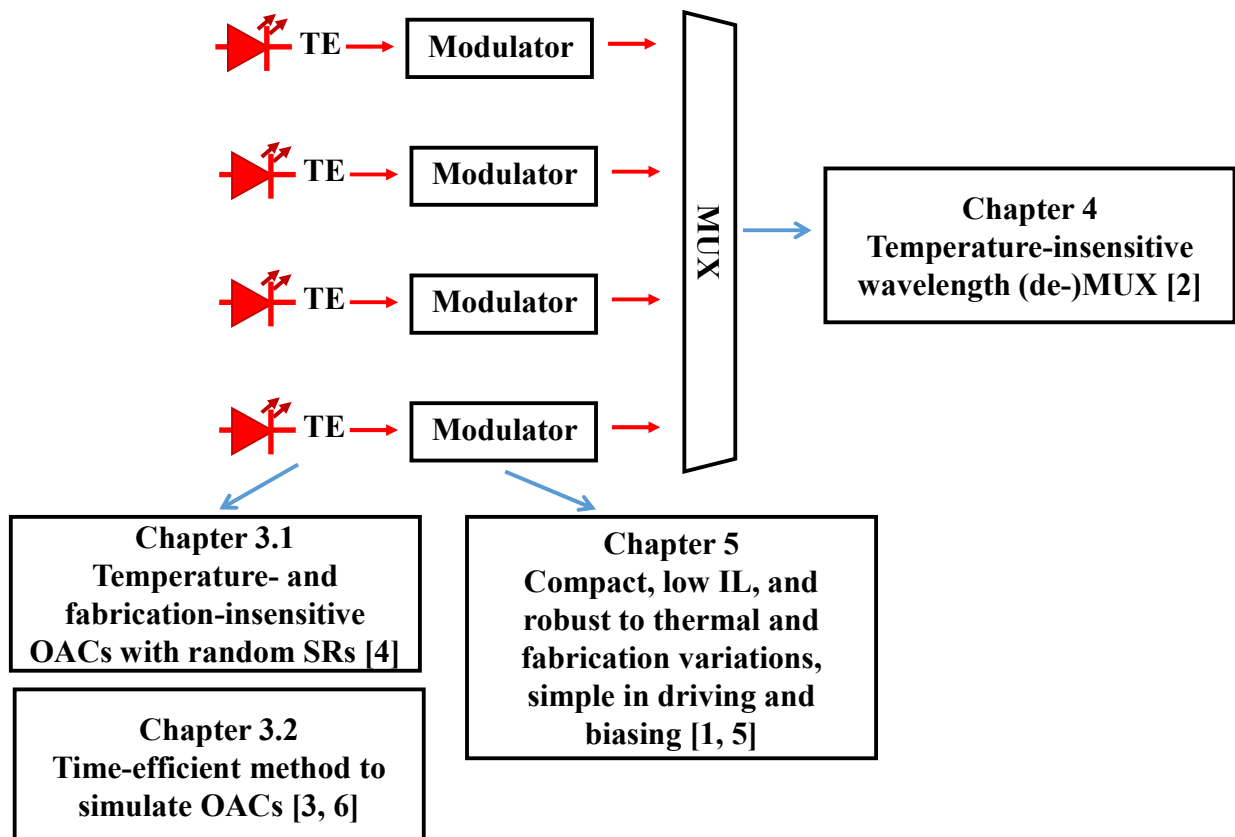 TE
Modulator
TE
Modulator
TE
Modulator
TE
Modulator
MUX
Chapter 4
Temperature-insensitive
wavelength (de-)MUX [2]
Chapter 3.1
Temperature- and
fabrication-insensitive
OACs with random SRs [4]
Chapter 3.2
Time-efficient method to
simulate OACs [3, 6]
Chapter 5
Compact, low IL, and
robust to thermal and
fabrication variations,
simple in driving and
biasing [1, 5]